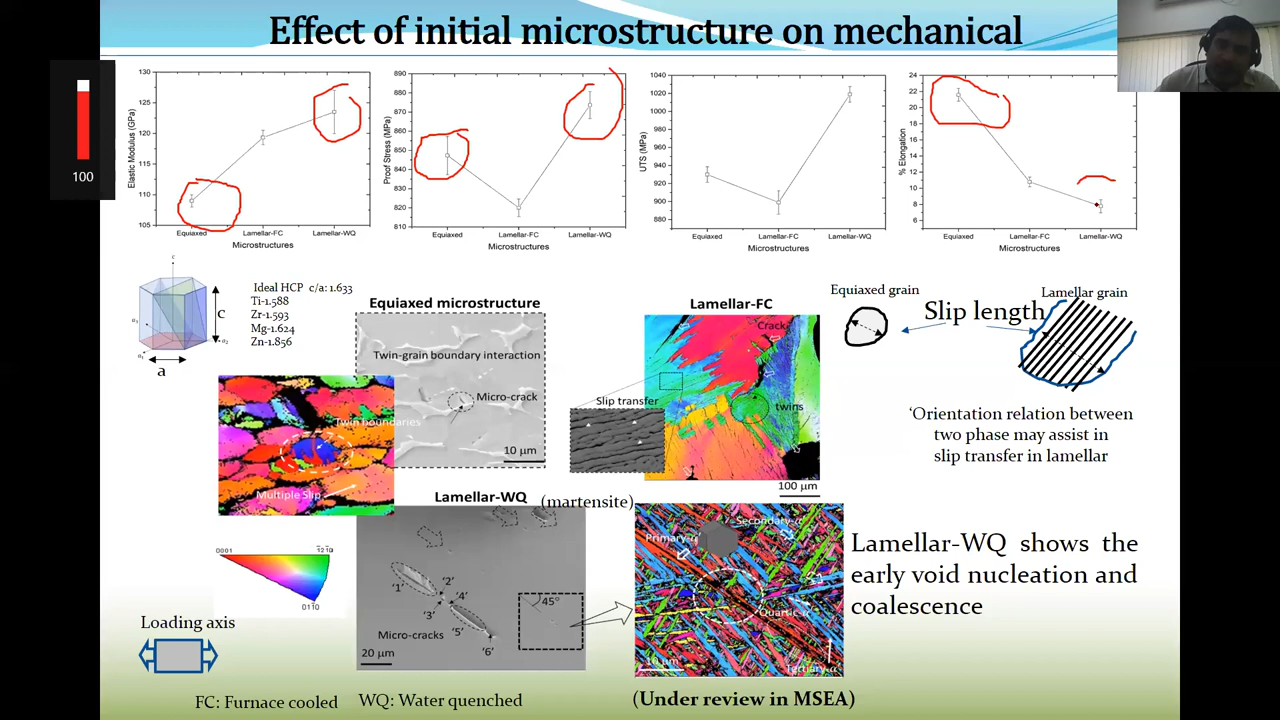 Effect of initial microstructure on mechanical
100
130
125
120
115
110
105
Elastic Modulus (GPa)
Equiaxed Lamellar-FC Lamellar-WQ
Microstructures
890
880
870
860
850
840
830
820
810
Proof Stress (MPa)
Equiaxed Lamellar-FC Lamellar-WQ
Microstructures
1040
1020
1000
980
960
940
920
900
880
UTS (MPa)
Equiaxed Lamellar-FC Lamellar-WQ
Microstructures
24
22
20
18
16
14
12
10
8
6
% Elongation
Equiaxed Lamellar-FC Lamellar-WQ
Microstructures
c
a₃
a₂
a₁
c
a
Ideal HCP c/a: 1.633
Ti-1.588
Zr-1.593
Mg-1.624
Zn-1.856
Equiaxed microstructure
Twin-grain boundary interaction
Micro-crack
10 µm
Twin boundaries
Multiple Slip
Lamellar-FC
Crack
Slip transfer
twins
100 µm
Equiaxed grain
Slip length
Lamellar grain
‘Orientation relation between
two phase may assist in
slip transfer in lamellar
Lamellar-WQ
(martensite)
‘1’
‘2’
‘4’
‘3’
‘5’
‘6’
45°
Micro-cracks
20 µm
Secondary-α
Primary-α
Tertiary-α
10 µm
Lamellar-WQ shows the
early void nucleation and
coalescence
0001
Loading axis
FC: Furnace cooled WQ: Water quenched
(Under review in MSEA)